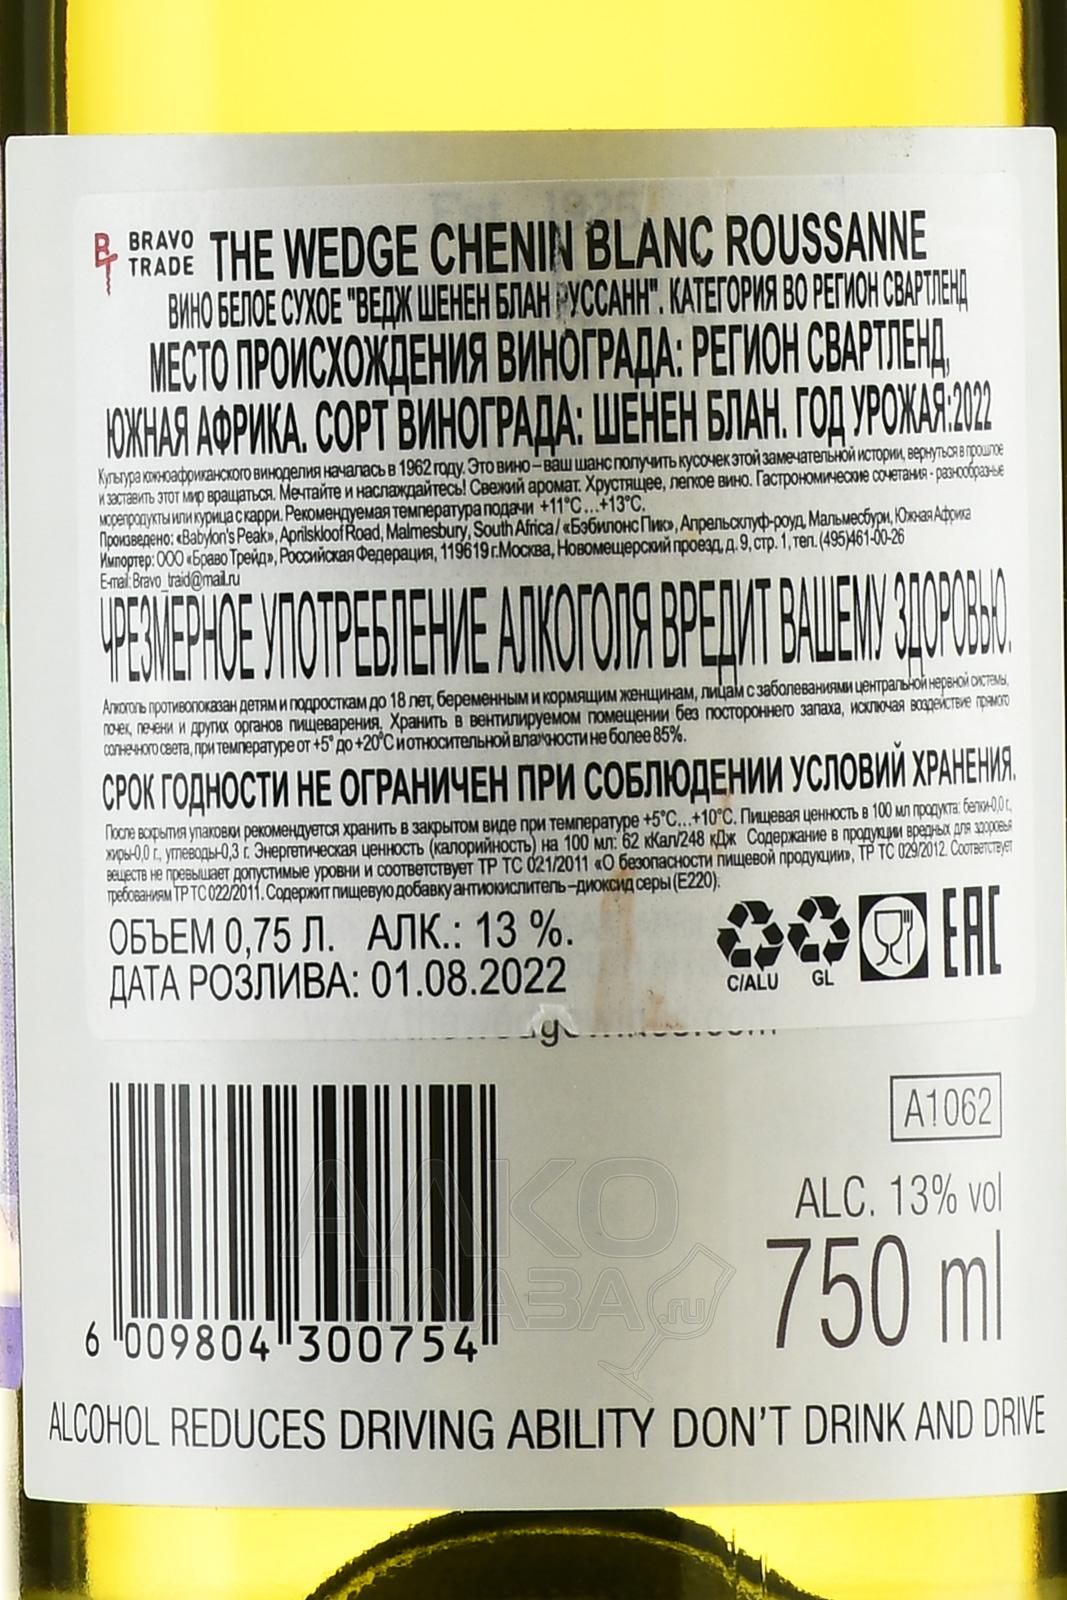 BRAVO
TRADE
THE WEDGE CHENIN BLANC ROUSSANNE
ВИНО БЕЛОЕ СУХОЕ "ВЕДЖ ШЕНЕН БЛАН РУССАНН". КАТЕГОРИЯ ВО РЕГИОН СВАРТЛЕНД
МЕСТО ПРОИСХОЖДЕНИЯ ВИНОГРАДА: РЕГИОН СВАРТЛЕНД,
ЮЖНАЯ АФРИКА. СОРТ ВИНОГРАДА: ШЕНЕН БЛАН. ГОД УРОЖАЯ:2022
Культура южноафриканского виноделия началась в 1962 году. Это вино – ваш шанс получить кусочек этой замечательной истории, вернуться в прошлое
и заставить этот мир вращаться. Мечтайте и наслаждайтесь! Свежий аромат. Хрустящее, легкое вино. Гастрономические сочетания - разнообразные
морепродукты или курица с карри. Рекомендуемая температура подачи +11°С...+13°С.
Произведено: «Babylon's Peak», Aprilskloof Road, Malmesbury, South Africa / «Бэбилонс Пик», Апрельсклуф-роуд, Мальмесбури, Южная Африка
Импортер: ООО «Браво Трейд», Российская Федерация, 119619 г.Москва, Новомещерский проезд, д. 9, стр. 1, тел. (495)461-00-26
E-mail: Bravo_traid@mail.ru
ЧРЕЗМЕРНОЕ УПОТРЕБЛЕНИЕ АЛКОГОЛЯ ВРЕДИТ ВАШЕМУ ЗДОРОВЬЮ.
Алкоголь противопоказан детям и подросткам до 18 лет, беременным и кормящим женщинам, лицам с заболеваниями центральной нервной системы,
почек, печени и других органов пищеварения. Хранить в вентилируемом помещении без постороннего запаха, исключая воздействие прямого
солнечного света, при температуре от +5° до +20°С и относительной влажности не более 85%.
СРОК ГОДНОСТИ НЕ ОГРАНИЧЕН ПРИ СОБЛЮДЕНИИ УСЛОВИЙ ХРАНЕНИЯ.
После вскрытия упаковки рекомендуется хранить в закрытом виде при температуре +5°С...+10°С. Пищевая ценность в 100 мл продукта: белки-0,0 г.,
жиры-0,0 г., углеводы-0,3 г. Энергетическая ценность (калорийность) на 100 мл: 62 кКал/248 кДж Содержание в продукции вредных для здоровья
веществ не превышает допустимые уровни и соответствует ТР ТС 021/2011 «О безопасности пищевой продукции», ТР ТС 029/2012. Соответствует
требованиям ТР ТС 022/2011. Содержит пищевую добавку антиокислитель –диоксид серы (Е220).
ОБЪЕМ 0,75 Л. АЛК.: 13 %.
ДАТА РОЗЛИВА: 01.08.2022
C/ALU
GL
EAC
A1062
ALC. 13% vol
750 ml
6 009804 300754
АЛКО
ПЛАЗА
.ru
ALCOHOL REDUCES DRIVING ABILITY DON'T DRINK AND DRIVE